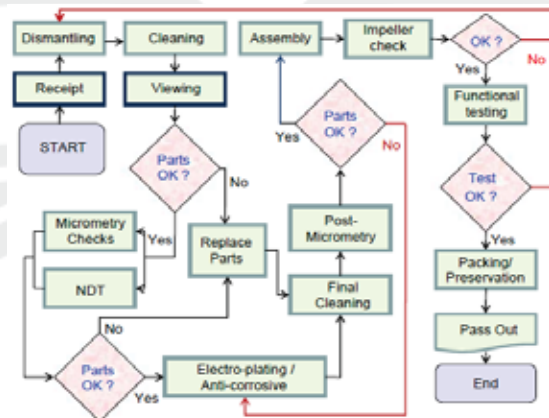 Dismantling
Cleaning
Assembly
Impeller
check
OK ?
No
Yes
Receipt
Viewing
Functional
testing
START
Parts
OK ?
No
Yes
Parts
OK ?
Yes
No
Test
OK ?
Yes
Micrometry
Checks
NDT
Replace
Parts
Post-
Micrometry
Final
Cleaning
Packing/
Preservation
Pass Out
No
Parts
OK ?
Yes
Electro-plating /
Anti-corrosive
End